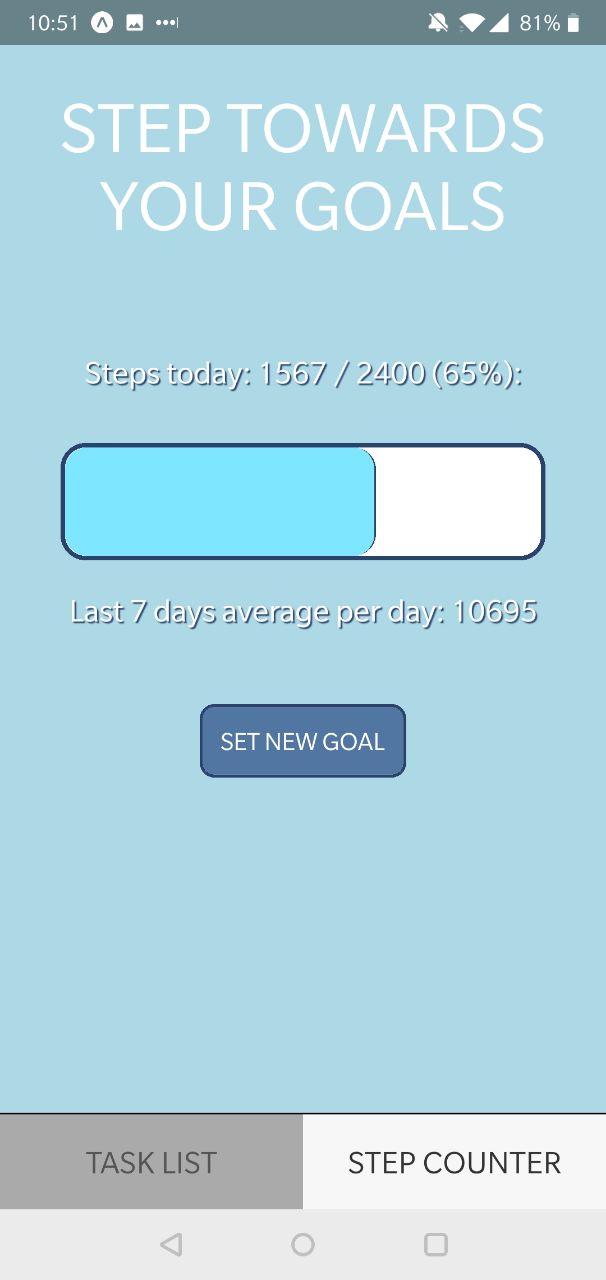 10:51 81%
STEP TOWARDS
YOUR GOALS
Steps today: 1567 / 2400 (65%):
Last 7 days average per day: 10695
SET NEW GOAL
TASK LIST STEP COUNTER